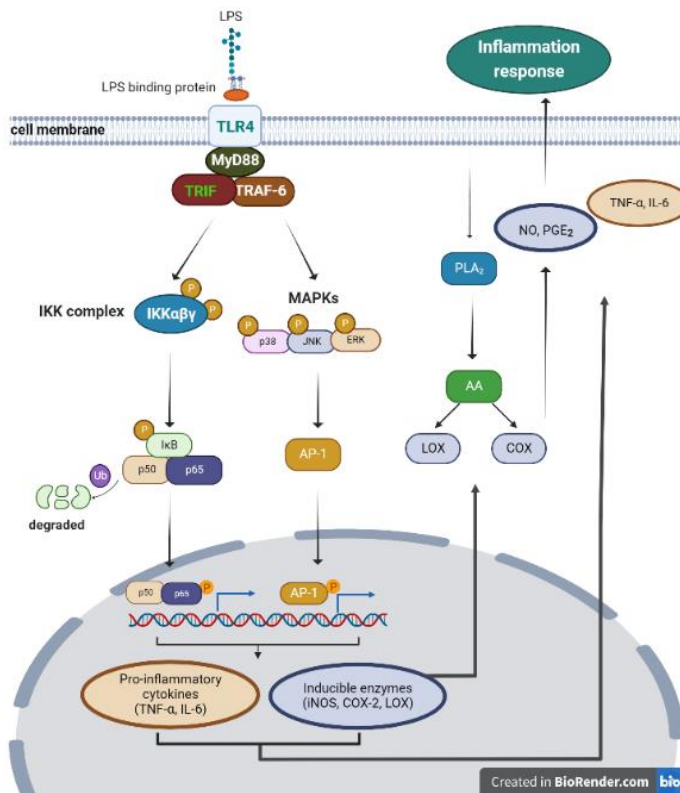 LPS
LPS binding protein
cell membrane
TLR4
MyD88
TRIF
TRAF-6
Inflammation
response
TNF-α, IL-6
NO, PGE₂
PLA₂
IKK complex
P
IKKαβγ
P
MAPKs
P
P
P
p38
JNK
ERK
AA
LOX
COX
P
IκB
p50
p65
Ub
degraded
AP-1
p50
p65
P
AP-1
P
Pro-inflammatory
cytokines
(TNF-α, IL-6)
Inducible enzymes
(iNOS, COX-2, LOX)
Created in BioRender.com
bio